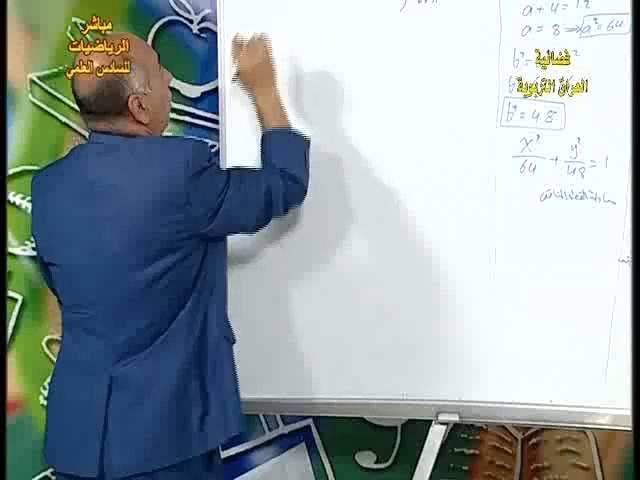 مباشر
الرياضيات
للسادس العلمي
a + 4 = 12
a = 8 ⇒ a² = 64
فضائية
العراق التربوية
b² = 48
x²/64 + y²/48 = 1